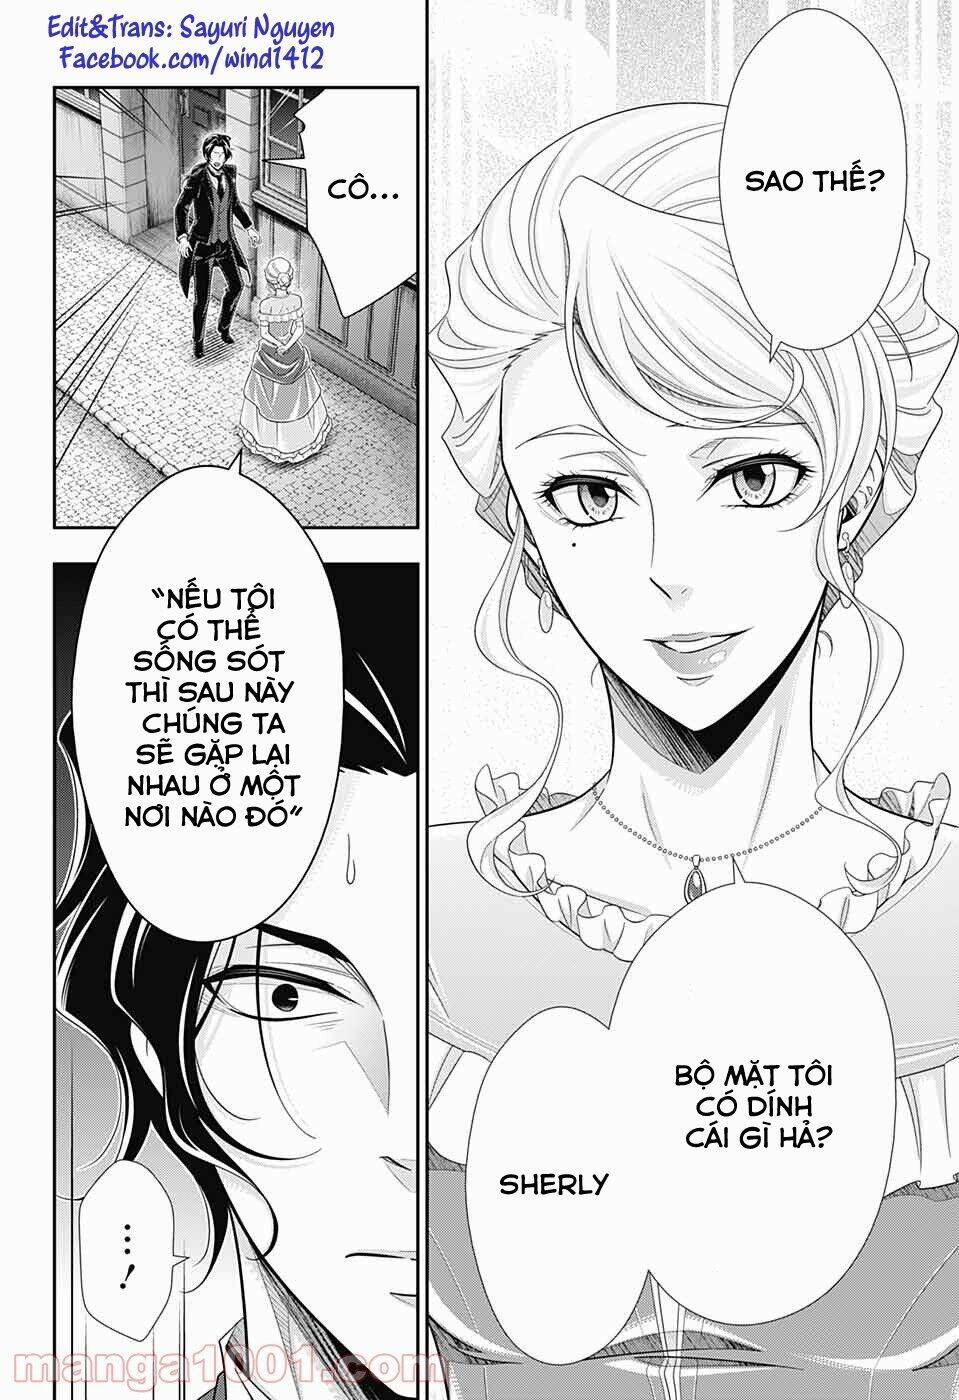 Edit&Trans: Sayuri Nguyen
Facebook.com/wind1412
SAO THẾ?
BỘ MẶT TÔI
CÓ DÍNH
CÁI GÌ HẢ?
SHERLY
CÔ...
“NẾU TÔI
CÓ THỂ
SỐNG SÓT
THÌ SAU NÀY
CHÚNG TA
SẼ GẶP LẠI
NHAU Ở MỘT
NƠI NÀO ĐÓ”
...!
manga1001.com